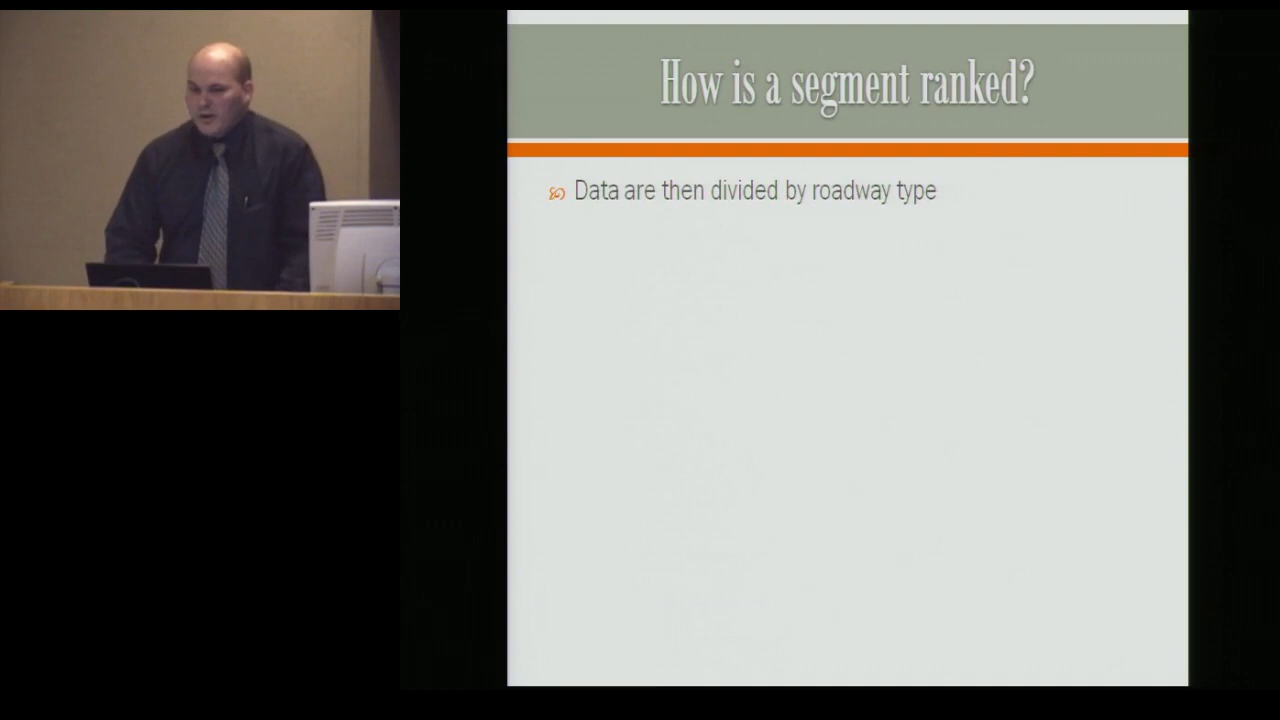 How is a segment ranked?
Data are then divided by roadway type